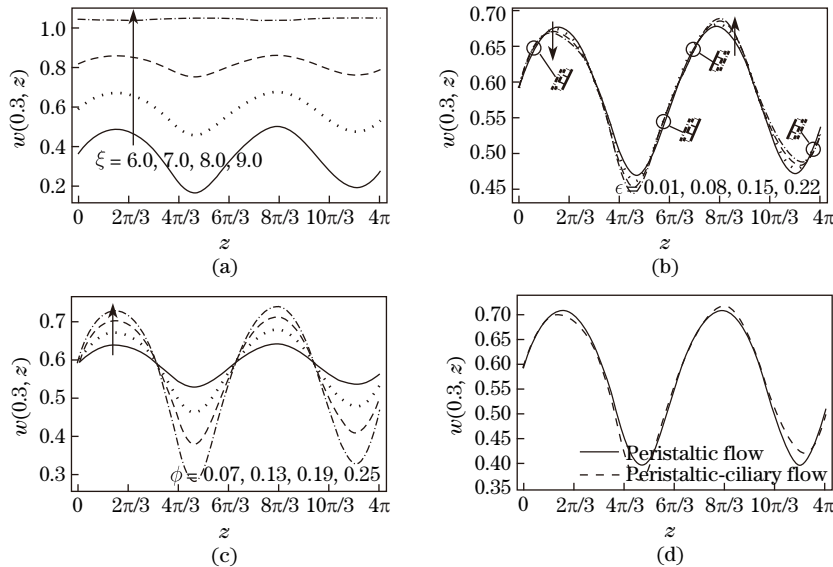 1.0
0.8
0.6
0.4
0.2
w(0.3, z)
ξ = 6.0, 7.0, 8.0, 9.0
0 2π/3 4π/3 6π/3 8π/3 10π/3 4π
z
(a)
0.70
0.65
0.60
0.55
0.50
0.45
w(0.3, z)
ϵ = 0.01, 0.08, 0.15, 0.22
0 2π/3 4π/3 6π/3 8π/3 10π/3 4π
z
(b)
0.7
0.6
0.5
0.4
0.3
w(0.3, z)
ϕ = 0.07, 0.13, 0.19, 0.25
0 2π/3 4π/3 6π/3 8π/3 10π/3 4π
z
(c)
0.70
0.65
0.60
0.55
0.50
0.45
0.40
0.35
w(0.3, z)
Peristaltic flow
Peristaltic-ciliary flow
0 2π/3 4π/3 6π/3 8π/3 10π/3 4π
z
(d)